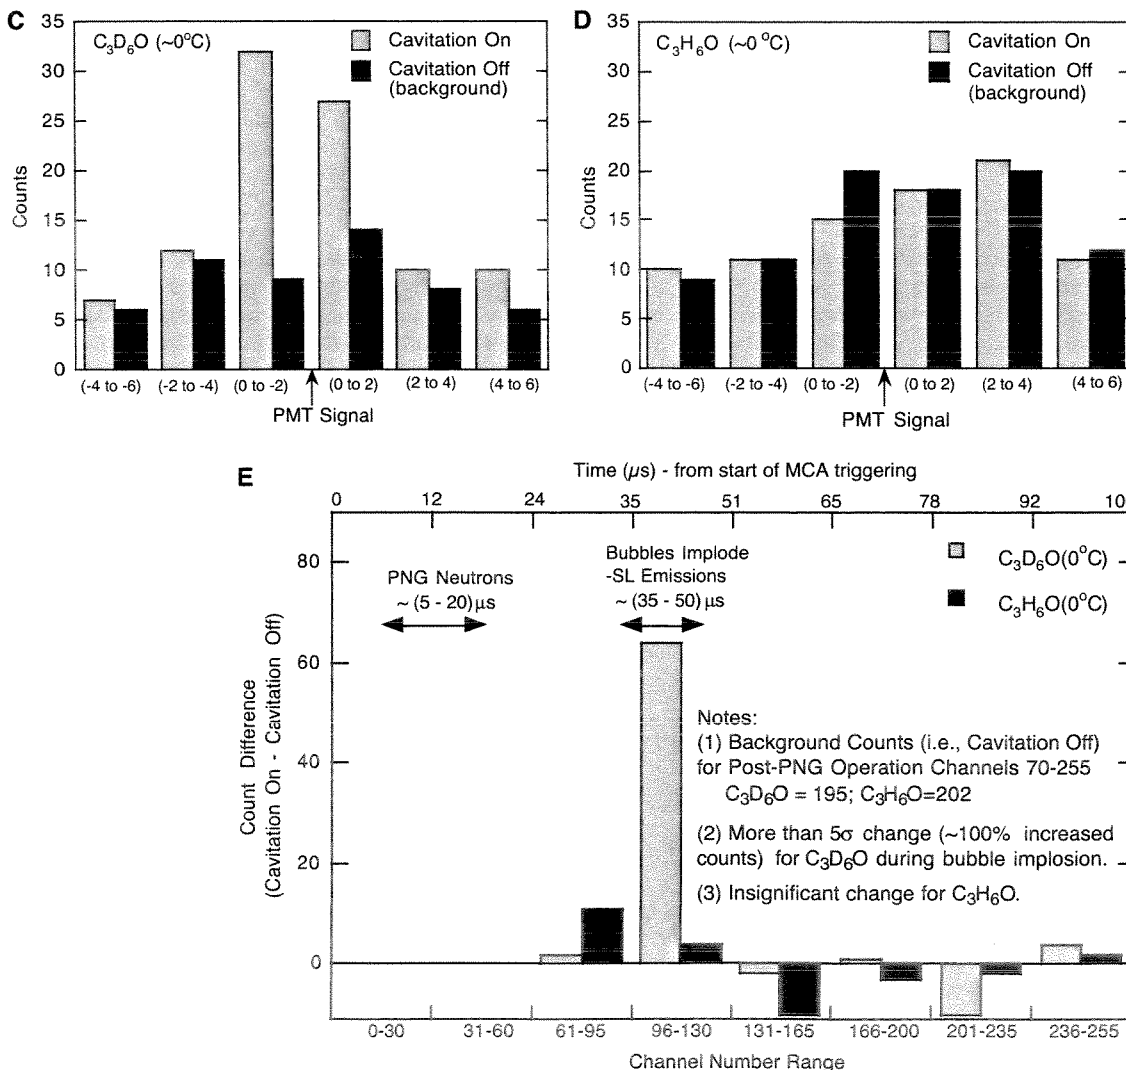 C
35
30
25
20
15
10
5
0
Counts
C₃D₆O (~0°C)
Cavitation On
Cavitation Off
(background)
(-4 to -6)
(-2 to -4)
(0 to -2)
(0 to 2)
(2 to 4)
(4 to 6)
PMT Signal
D
35
30
25
20
15
10
5
0
Counts
C₃H₆O (~0 °C)
Cavitation On
Cavitation Off
(background)
(-4 to -6)
(-2 to -4)
(0 to -2)
(0 to 2)
(2 to 4)
(4 to 6)
PMT Signal
E
Time (μs) - from start of MCA triggering
0 12 24 35 51 65 78 92 10
80
60
40
20
0
Count Difference
(Cavitation On - Cavitation Off)
PNG Neutrons
~ (5 - 20) μs
Bubbles Implode
-SL Emissions
~ (35 - 50) μs
C₃D₆O(0°C)
C₃H₆O(0°C)
Notes:
(1) Background Counts (i.e., Cavitation Off)
for Post-PNG Operation Channels 70-255
C₃D₆O = 195; C₃H₆O=202
(2) More than 5σ change (~100% increased
counts) for C₃D₆O during bubble implosion.
(3) Insignificant change for C₃H₆O.
0-30 31-60 61-95 96-130 131-165 166-200 201-235 236-255
Channel Number Range